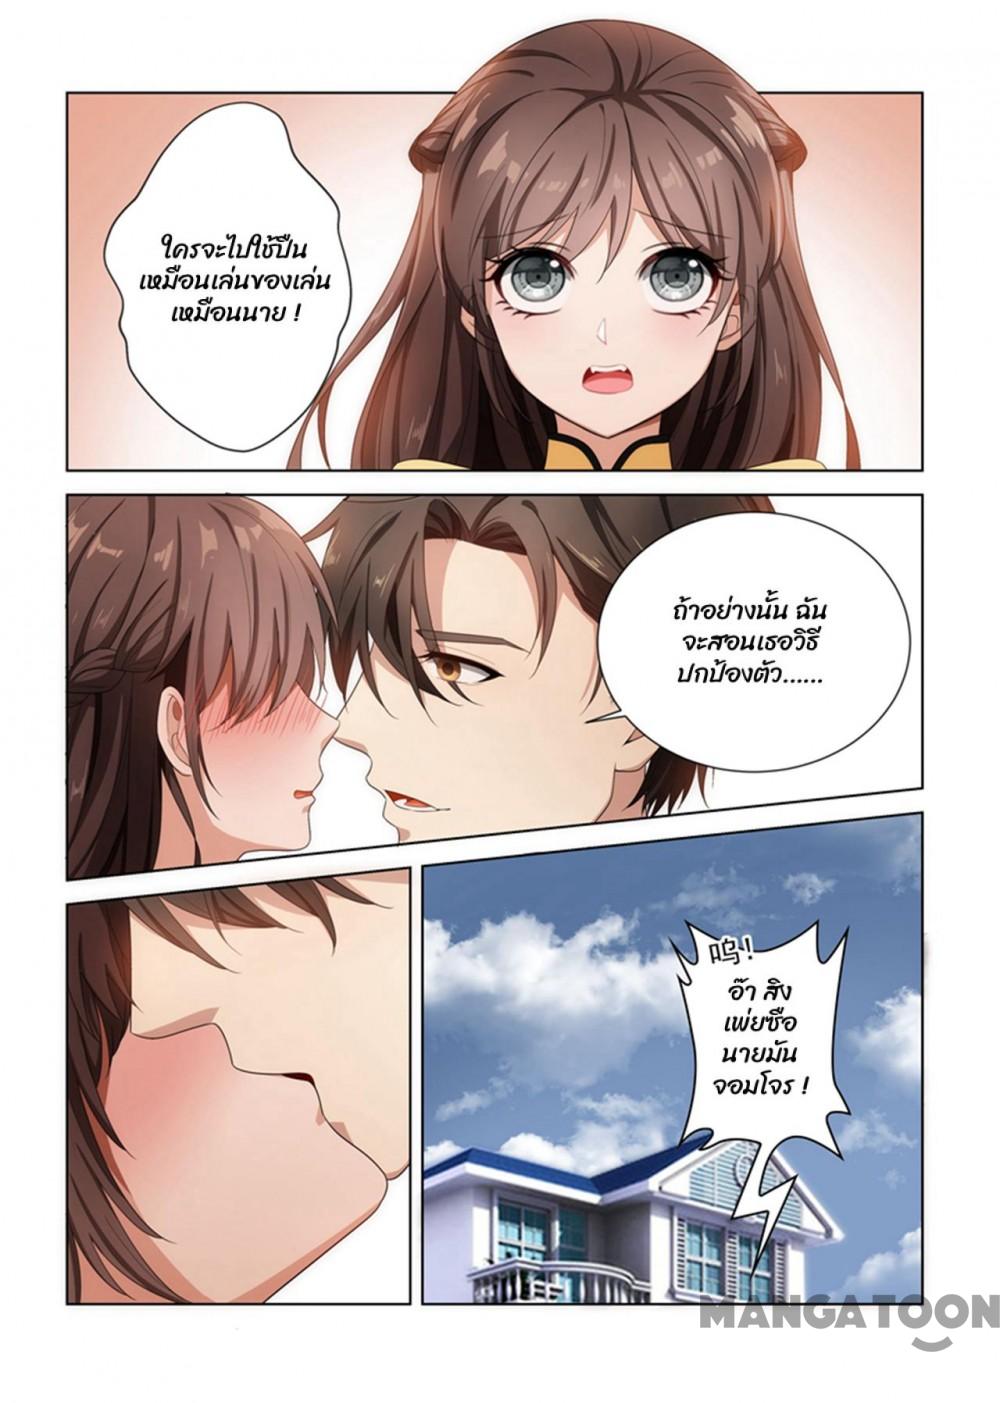 ใครจะไปใช้ปืน
เหมือนเล่นของเล่น
เหมือนนาย !
ถ้าอย่างนั้น ฉัน
จะสอนเธอวิธี
ปกป้องตัว......
呜！
อ๊า สิง
เพ่ยซือ
นายมัน
จอมโจร !
MANGATOON